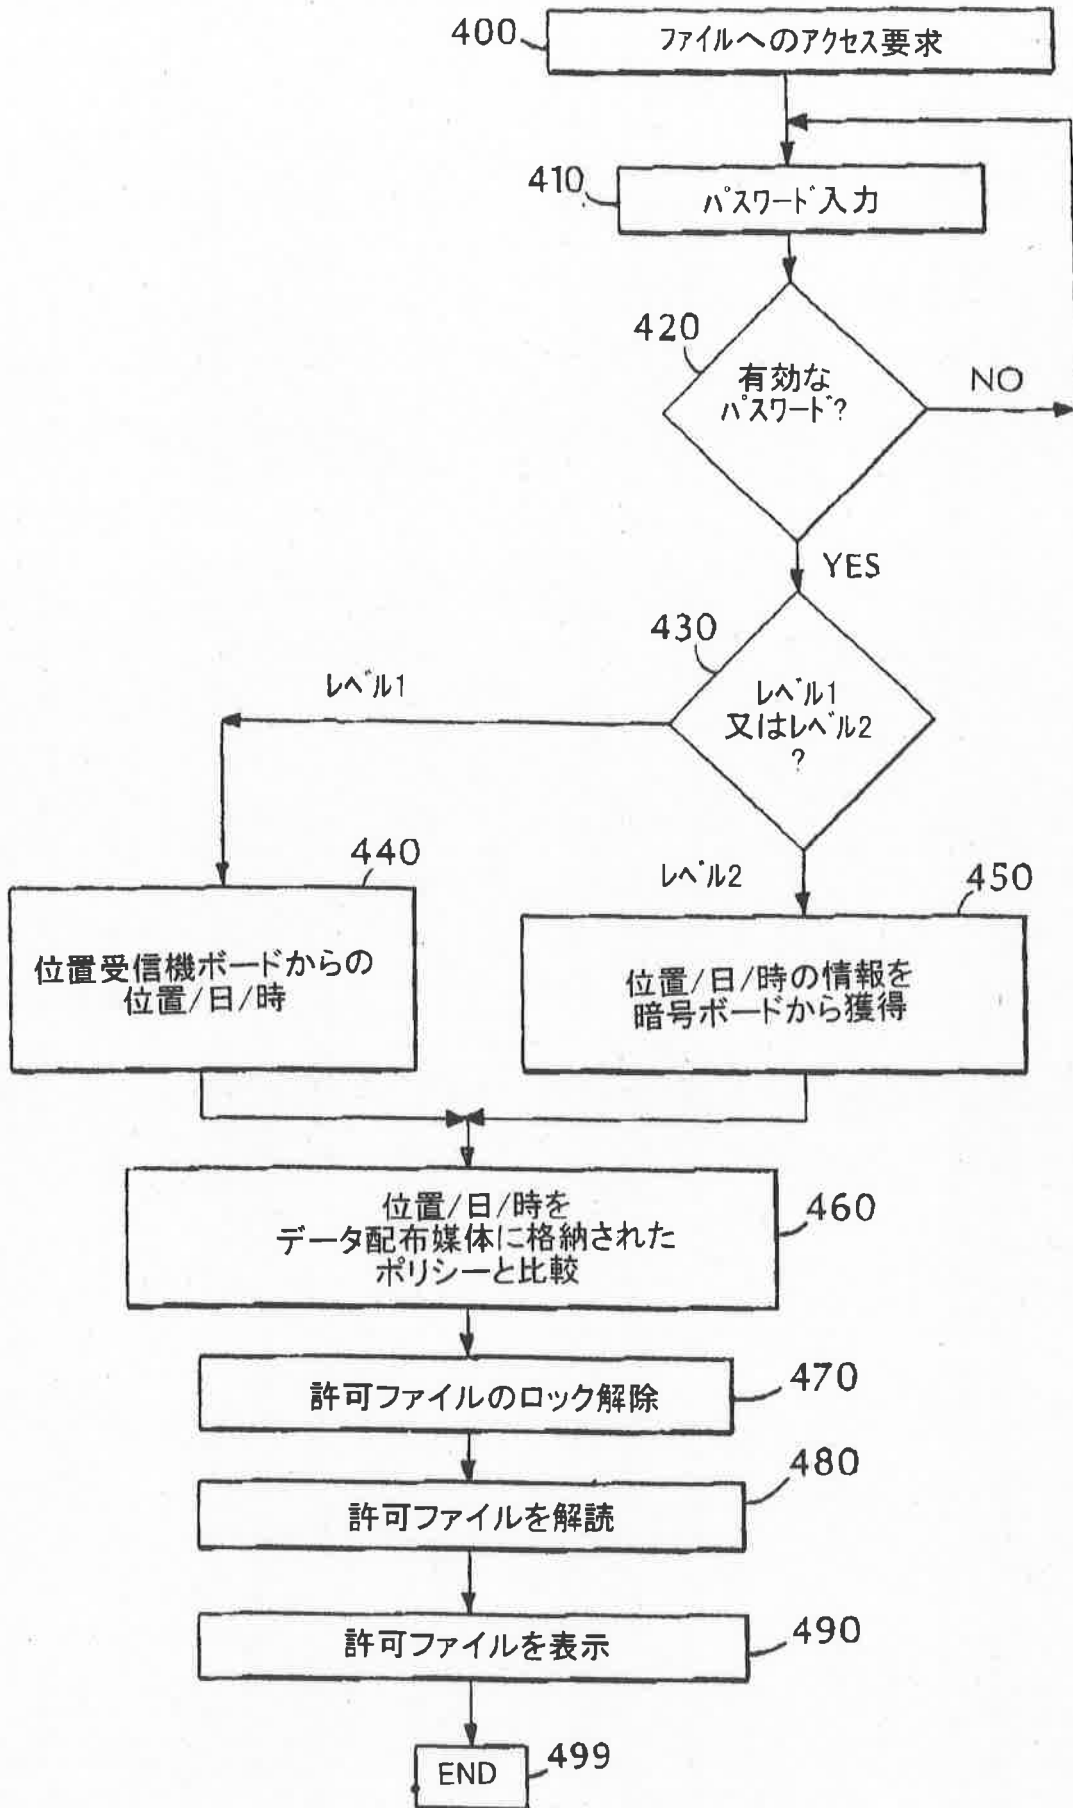 400
ファイルへのアクセス要求
410
パスワード入力
420
有効な
パスワード?
NO
YES
430
レベル1
レベル1
又はレベル2
?
440
レベル2
450
位置受信機ボードからの
位置/日/時
位置/日/時の情報を
暗号ボードから獲得
位置/日/時を
データ配布媒体に格納された
ポリシーと比較
460
許可ファイルのロック解除
470
480
許可ファイルを解読
許可ファイルを表示
490
END
499